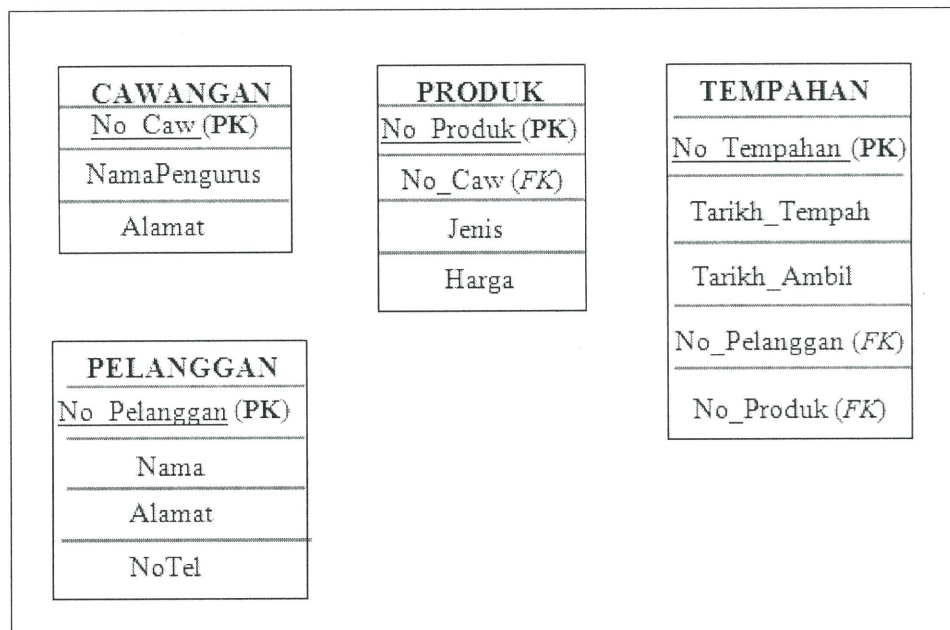 CAWANGAN
No_Caw (PK)
NamaPengurus
Alamat
PRODUK
No_Produk (PK)
No_Caw (FK)
Jenis
Harga
TEMPAHAN
No_Tempahan (PK)
Tarikh_Tempah
Tarikh_Ambil
No_Pelanggan (FK)
No_Produk (FK)
PELANGGAN
No_Pelanggan (PK)
Nama
Alamat
NoTel